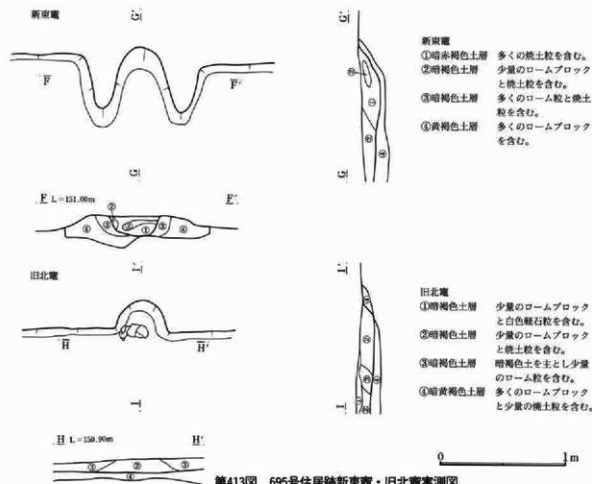 新東竈
G'
F
F'
G
F L=151.00m F'
② ④ ③ ② ① ③ ④
旧北竈
I'
H
H'
I
H L=150.90m H'
③ ② ③
④
G'
G
I'
I
新東竈
①暗赤褐色土層 多くの焼土粒を含む。
②暗褐色土層 少量のロームブロック
と焼土粒を含む。
③暗褐色土層 多くのローム粒と焼土
粒を含む。
④黄褐色土層 多くのロームブロック
を含む。
旧北竈
①暗褐色土層 少量のロームブロック
と白色軽石粒を含む。
②暗褐色土層 少量のロームブロック
と焼土粒を含む。
③暗褐色土層 暗褐色土を主とし少量
のローム粒を含む。
④暗黄褐色土層 多くのロームブロック
と少量の焼土粒を含む。
0 1m
第413図 695号住居跡新東竈・旧北竈実測図